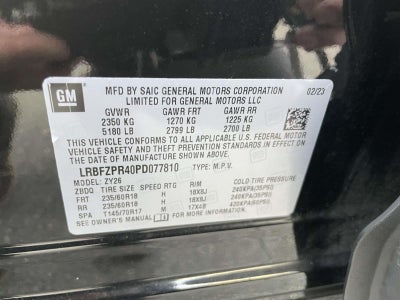 GM
MFD BY SAIC GENERAL MOTORS CORPORATION 02/23
LIMITED FOR GENERAL MOTORS LLC
GVWR GAWR FRT GAWR RR
2350 KG 1270 KG 1225 KG
5180 LB 2799 LB 2700 LB
THIS VEHICLE CONFORMS TO ALL APPLICABLE U.S. FEDERAL MOTOR
VEHICLE SAFETY AND THEFT PREVENTION STANDARDS IN EFFECT ON
THE DATE OF MANUFACTURE SHOWN ABOVE.
LRBFZPR40PD077810 TYPE: M.P.V.
MODEL: ZY26
ZBDQ TIRE SIZE SPEED RTG RIM COLD TIRE PRESSURE
FRT 235/60R18 H 18X8J 240KPA(35PSI)
RR 235/60R18 H 18X8J 240KPA(35PSI)
SPA T145/70R17 M 17X4B 420KPA(60PSI)
SEE OWNER'S MANUAL FOR MORE INFORMATION.